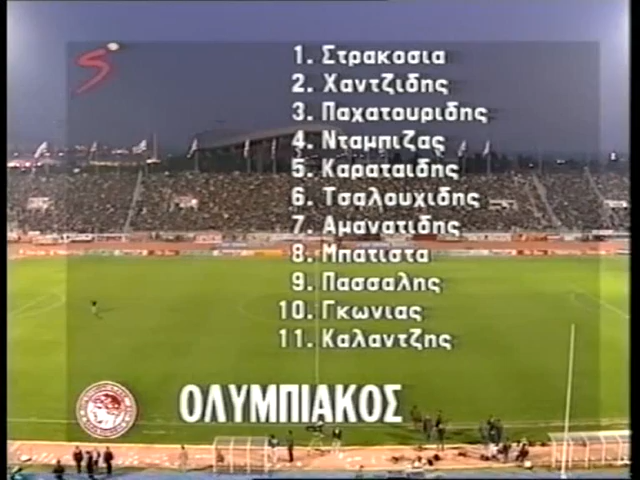 1. Στρακοσια
2. Χαντζιδης
3. Παχατουριδης
4. Νταμπιζας
5. Καραταιδης
6. Τσαλουχιδης
7. Αμανατιδης
8. Μπατιστα
9. Πασσαλης
10. Γκωνιας
11. Καλαντζης
ΟΛΥΜΠΙΑΚΟΣ